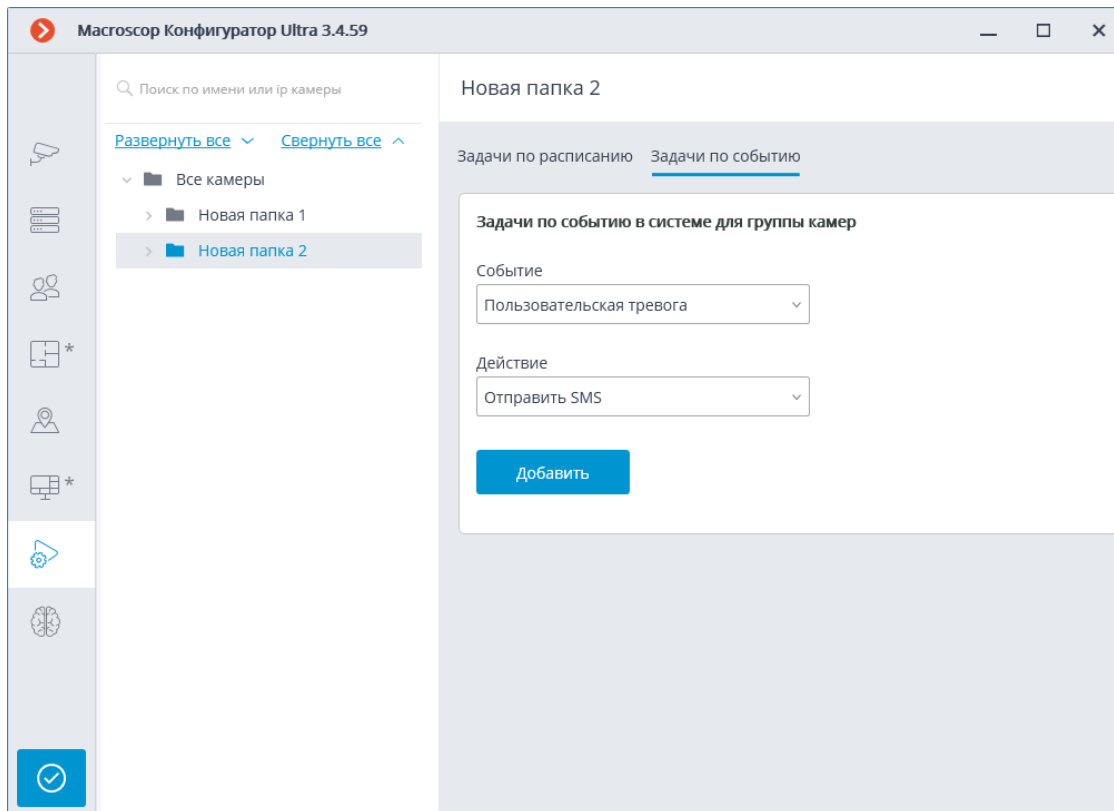 Macroscop Конфигуратор Ultra 3.4.59
Поиск по имени или ip камеры
Развернуть все Свернуть все
Все камеры
Новая папка 1
Новая папка 2
*
*
Новая папка 2
Задачи по расписанию Задачи по событию
Задачи по событию в системе для группы камер
Событие
Пользовательская тревога
Действие
Отправить SMS
Добавить